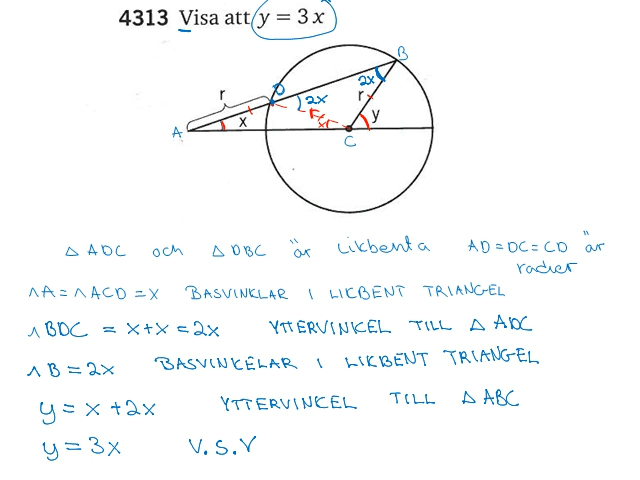 4313 Visa att y = 3x
B
D
2x
r
2x
r
x
x
y
A
C
△ ADC och △ DBC är likbenta AD=DC=CD är
radier
∧A=∧ACD=X BASVINKLAR I LIKBENT TRIANGEL
∧BDC = x+x=2x YTTERVINKEL TILL △ ADC
∧B=2x BASVINKELAR I LIKBENT TRIANGEL
y = x +2x YTTERVINKEL TILL △ ABC
y = 3x V.S.V